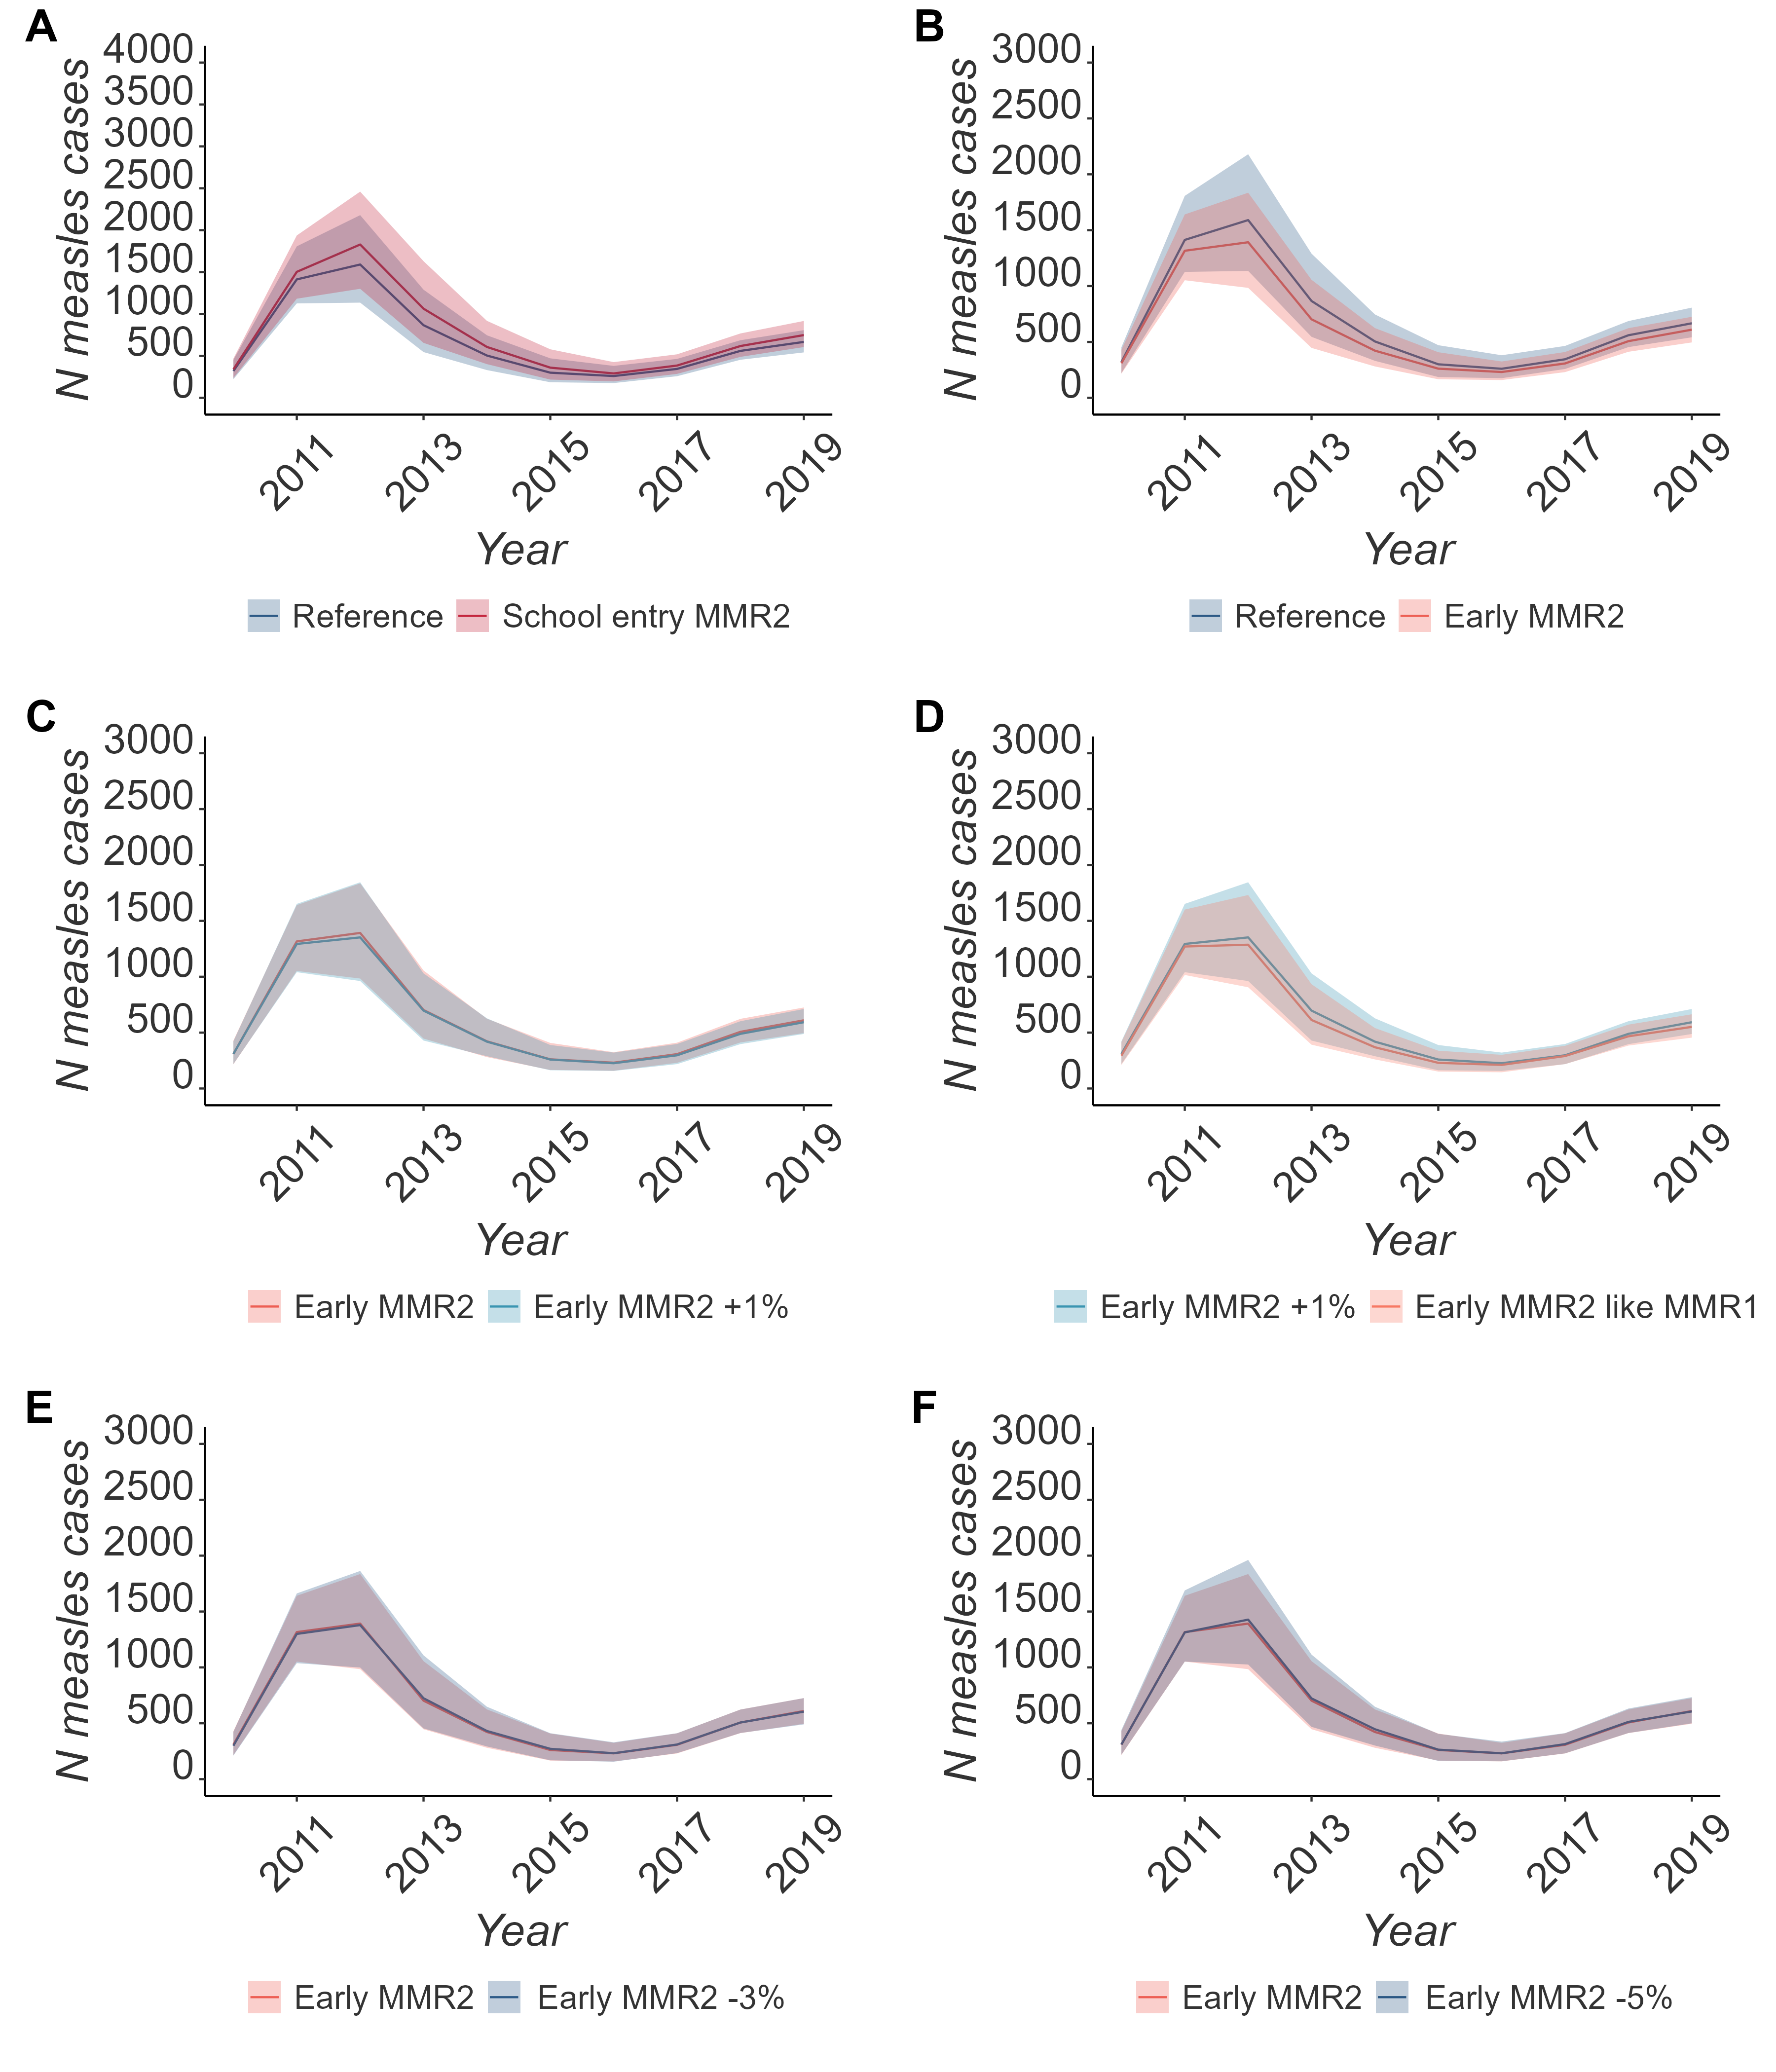 A
N measles cases
4000
3500
3000
2500
2000
1500
1000
500
0
2011
2013
2015
2017
2019
Year
Reference
School entry MMR2
B
N measles cases
3000
2500
2000
1500
1000
500
0
2011
2013
2015
2017
2019
Year
Reference
Early MMR2
C
N measles cases
3000
2500
2000
1500
1000
500
0
2011
2013
2015
2017
2019
Year
Early MMR2
Early MMR2 +1%
D
N measles cases
3000
2500
2000
1500
1000
500
0
2011
2013
2015
2017
2019
Year
Early MMR2 +1%
Early MMR2 like MMR1
E
N measles cases
3000
2500
2000
1500
1000
500
0
2011
2013
2015
2017
2019
Year
Early MMR2
Early MMR2 -3%
F
N measles cases
3000
2500
2000
1500
1000
500
0
2011
2013
2015
2017
2019
Year
Early MMR2
Early MMR2 -5%